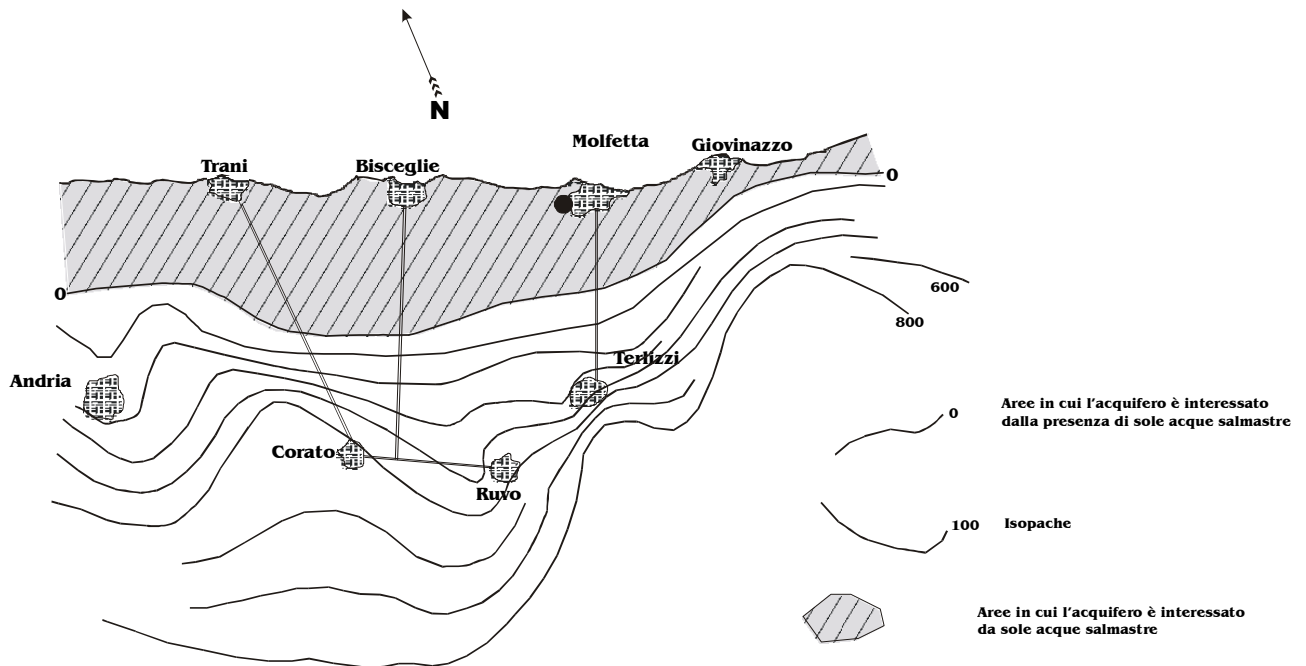 N
Molfetta
Giovinazzo
Trani
Bisceglie
0
0
600
800
Andria
Terlizzi
Corato
Ruvo
0
Aree in cui l'acquifero è interessato
dalla presenza di sole acque salmastre
100
Isopache
Aree in cui l'acquifero è interessato
da sole acque salmastre